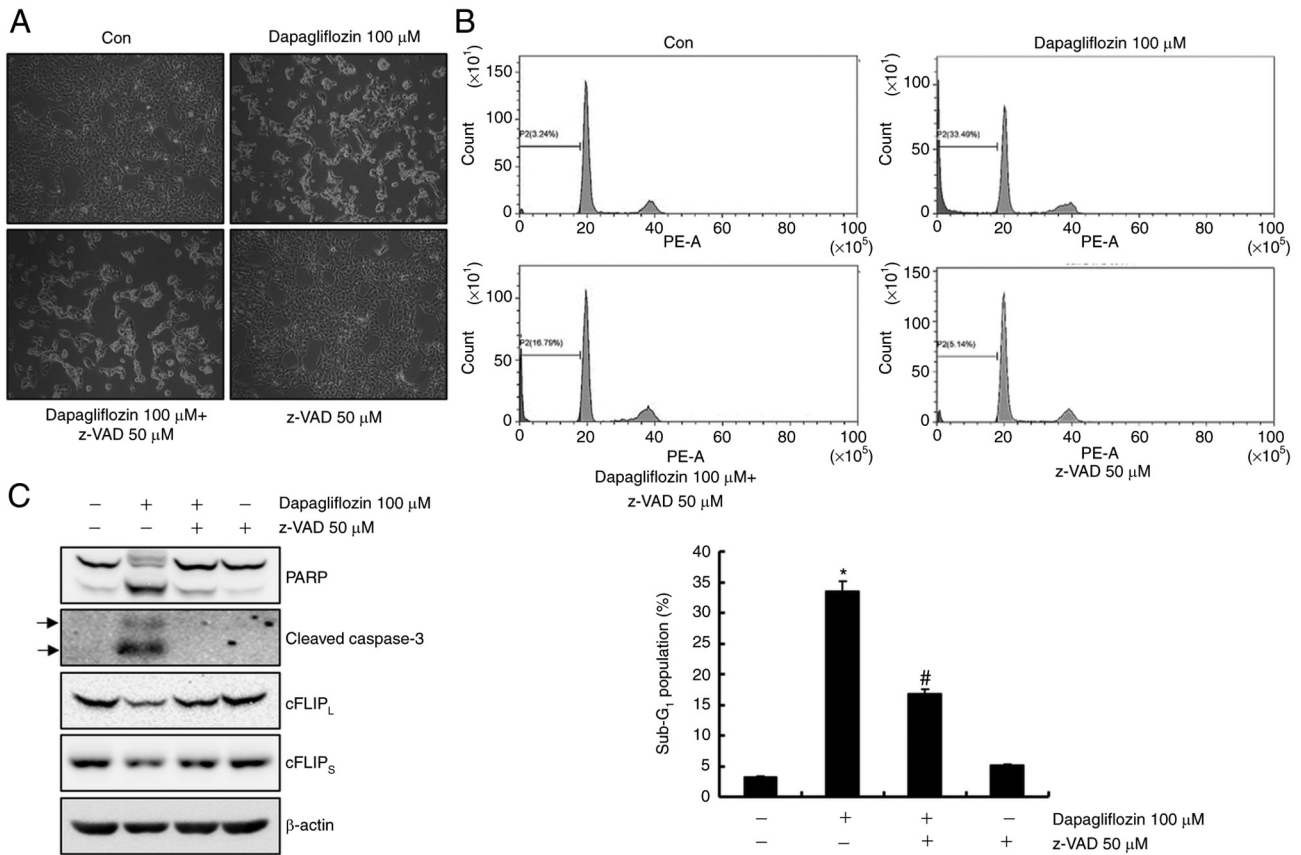 A
Con
Dapagliflozin 100 μM
Dapagliflozin 100 μM+
z-VAD 50 μM
z-VAD 50 μM
B
Con
(×10¹)
Count
150
100
50
0
P2(3.24%)
0 20 40 60 80 100
PE-A
(×10⁵)
Dapagliflozin 100 μM
(×10¹)
Count
100
50
0
P2(33.49%)
0 20 40 60 80 100
PE-A
(×10⁵)
(×10¹)
Count
100
50
0
P2(16.79%)
0 20 40 60 80 100
PE-A
(×10⁵)
Dapagliflozin 100 μM+
z-VAD 50 μM
(×10¹)
Count
150
100
50
0
P2(5.14%)
0 20 40 60 80 100
PE-A
(×10⁵)
z-VAD 50 μM
C
– + + – Dapagliflozin 100 μM
– – + + z-VAD 50 μM
PARP
Cleaved caspase-3
cFLIP_L
cFLIP_S
β-actin
Sub-G₁ population (%)
40
35
30
25
20
15
10
5
0
*
#
– + + – Dapagliflozin 100 μM
– – + + z-VAD 50 μM